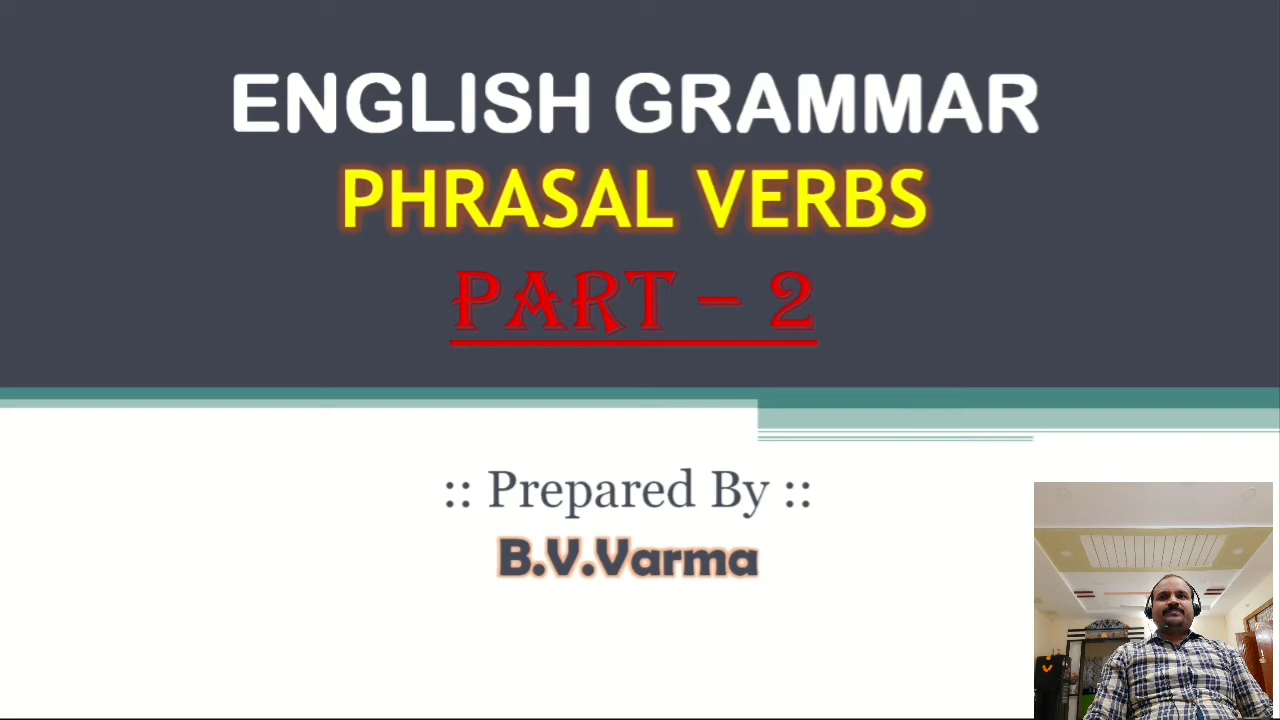 ENGLISH GRAMMAR
PHRASAL VERBS
PART – 2
:: Prepared By ::
B.V.Varma